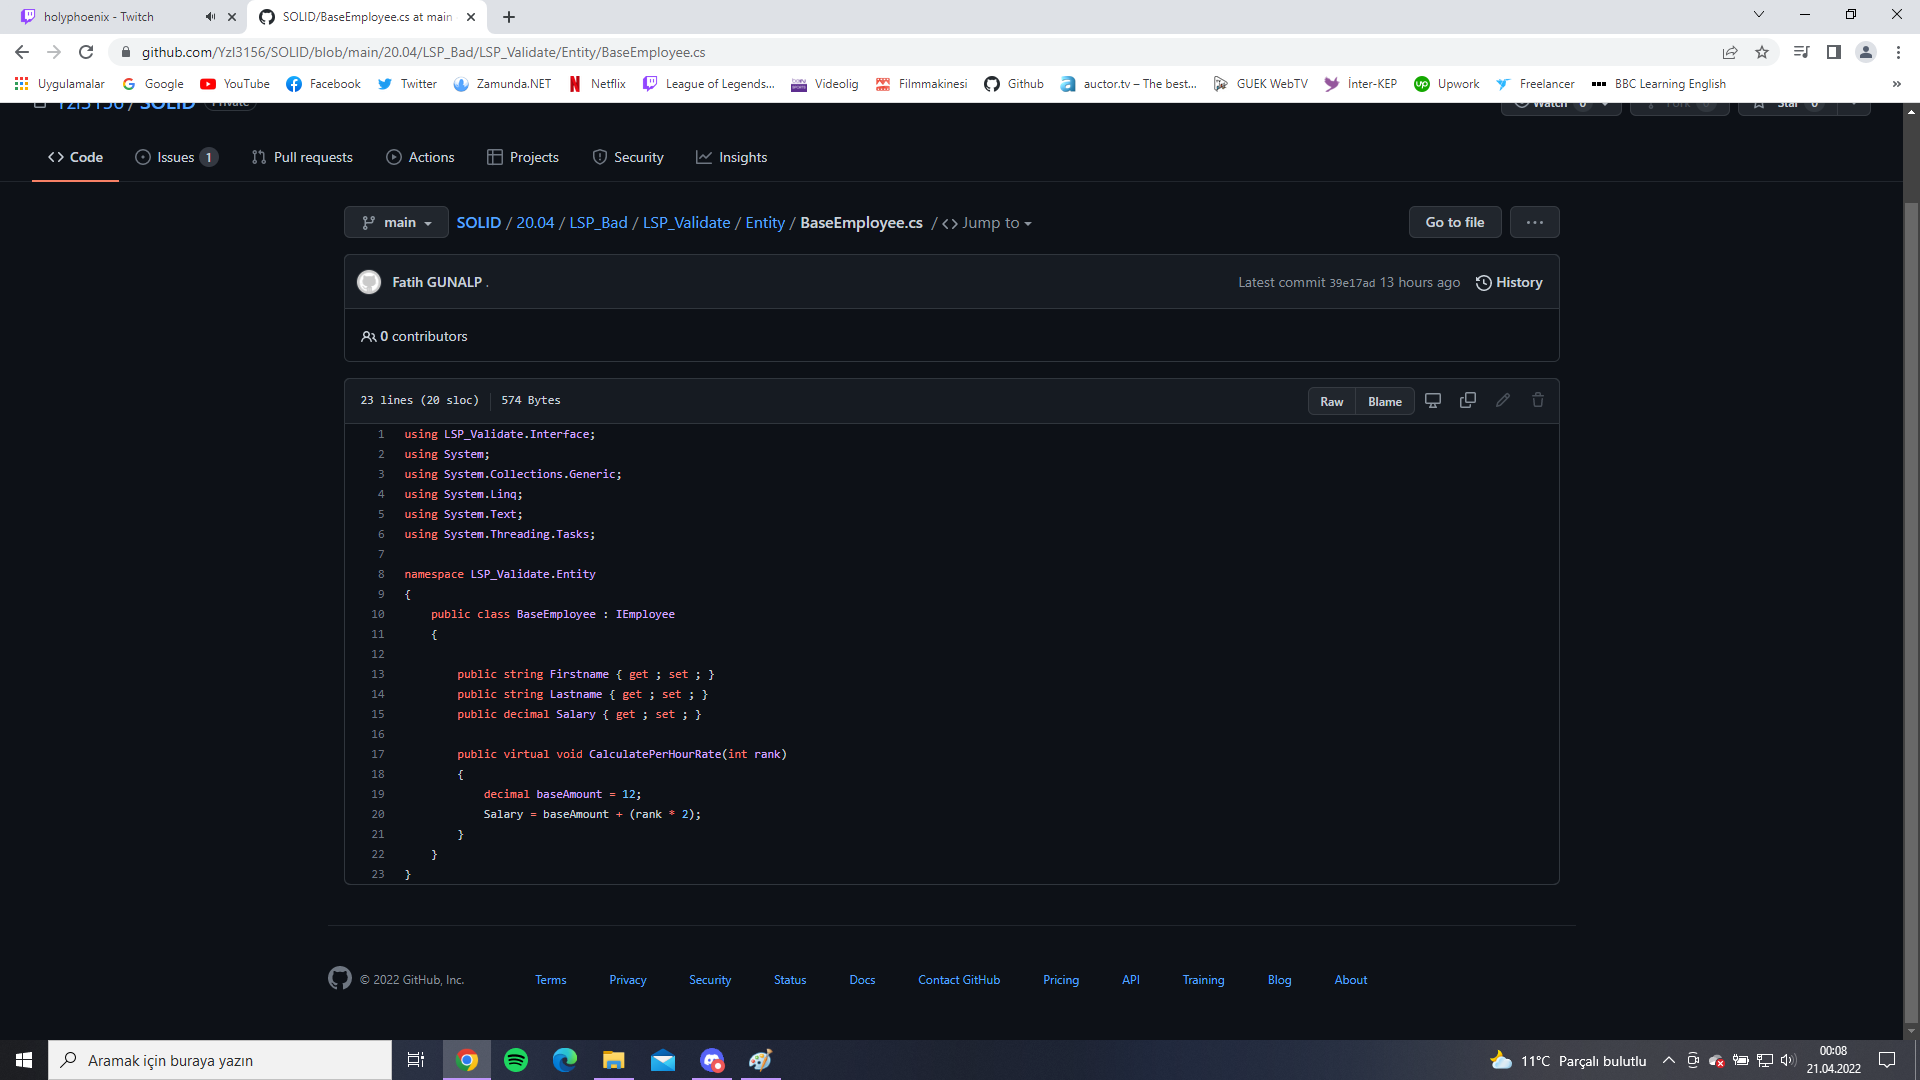 holyphoenix - Twitch
SOLID/BaseEmployee.cs at main
github.com/Yzl3156/SOLID/blob/main/20.04/LSP_Bad/LSP_Validate/Entity/BaseEmployee.cs
Uygulamalar Google YouTube Facebook Twitter Zamunda.NET Netflix League of Legends... Videolig Filmmakinesi Github auctor.tv – The best... GUEK WebTV İnter-KEP Upwork Freelancer BBC Learning English »
Yzl3156 / SOLID Private Watch 0 Fork 0 Star 0
Code Issues 1 Pull requests Actions Projects Security Insights
main SOLID / 20.04 / LSP_Bad / LSP_Validate / Entity / BaseEmployee.cs / <> Jump to Go to file ...
Fatih GUNALP . Latest commit 39e17ad 13 hours ago History
0 contributors
23 lines (20 sloc) 574 Bytes Raw Blame
1 using LSP_Validate.Interface;
2 using System;
3 using System.Collections.Generic;
4 using System.Linq;
5 using System.Text;
6 using System.Threading.Tasks;
7
8 namespace LSP_Validate.Entity
9 {
10 public class BaseEmployee : IEmployee
11 {
12
13 public string Firstname { get ; set ; }
14 public string Lastname { get ; set ; }
15 public decimal Salary { get ; set ; }
16
17 public virtual void CalculatePerHourRate(int rank)
18 {
19 decimal baseAmount = 12;
20 Salary = baseAmount + (rank * 2);
21 }
22 }
23 }
© 2022 GitHub, Inc. Terms Privacy Security Status Docs Contact GitHub Pricing API Training Blog About
Aramak için buraya yazın
11°C Parçalı bulutlu
00:08
21.04.2022